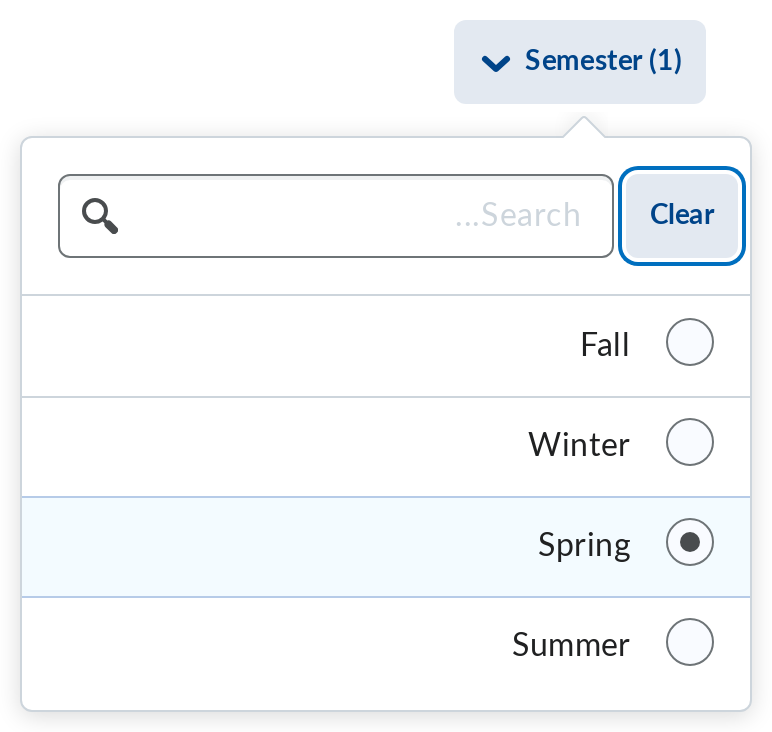 Semester (1)
...Search
Clear
Fall
Winter
Spring
Summer